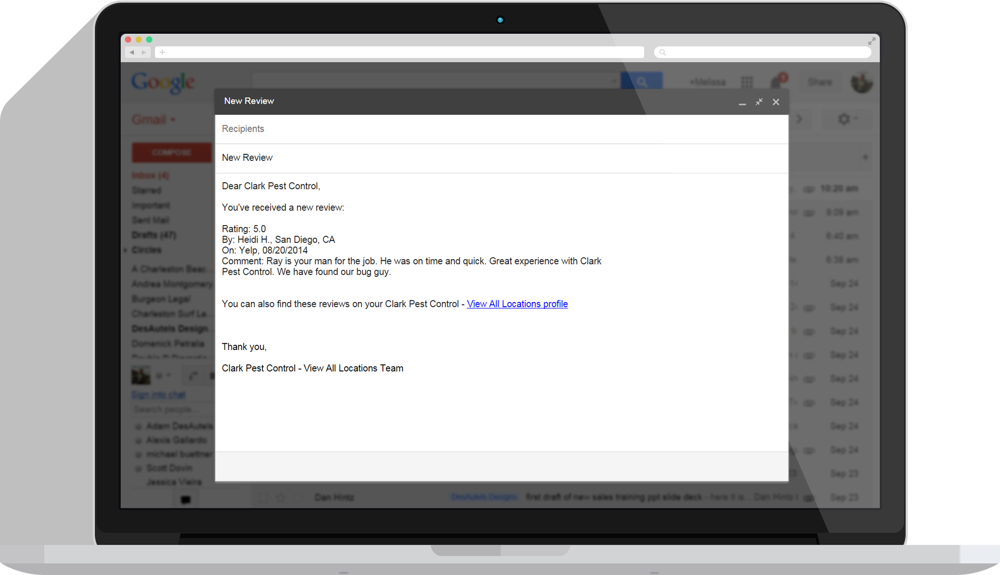 Google
+Melissa
Share
Gmail
COMPOSE
Inbox (4)
Starred
Important
Sent Mail
Drafts (47)
Circles
A Charleston Beac...
Andrea Montgomery
Burgeon Legal
Charleston Surf Le...
DesAutels Design...
Domenick Petralia
Sign into chat
Search people...
Adam DesAutels
Alexis Gallardo
michael buettner
Scott Dovin
Jessica Vieira
New Review
Recipients
New Review
Dear Clark Pest Control,
You've received a new review:
Rating: 5.0
By: Heidi H., San Diego, CA
On: Yelp, 08/20/2014
Comment: Ray is your man for the job. He was on time and quick. Great experience with Clark
Pest Control. We have found our bug guy.
You can also find these reviews on your Clark Pest Control - View All Locations profile
Thank you,
Clark Pest Control - View All Locations Team
10:20 am
9:09 am
6:40 am
6:38 am
Sep 24
Sep 24
Sep 24
Sep 24
Sep 24
Sep 24
Sep 24
Sep 24
Sep 23
Dan Hintz DesAutels Designs first draft of new sales training ppt slide deck - here it is... Dan Hintz Sep 23